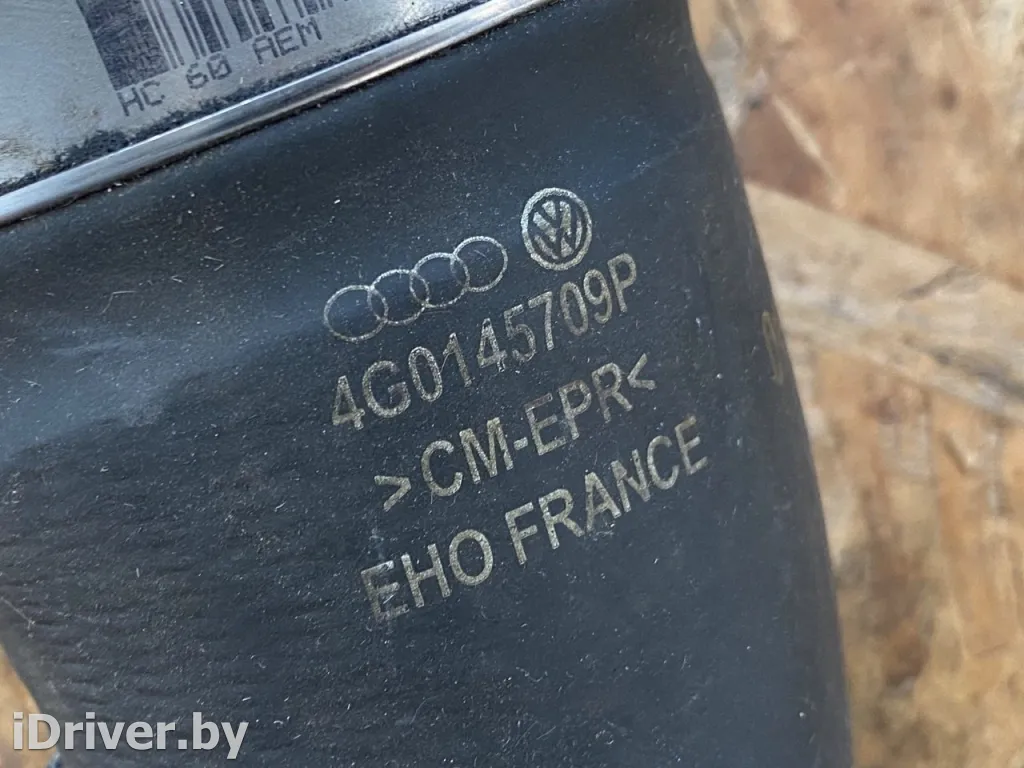 HC 60 AEM
4G0145709P
>CM-EPR<
EHO FRANCE
iDriver.by